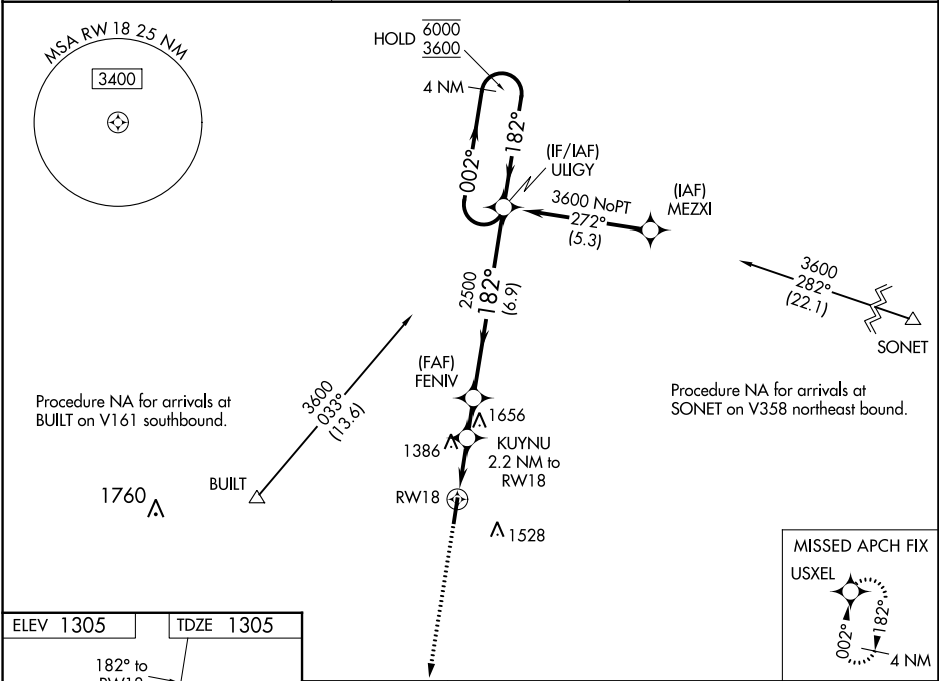 MSA RW 18 25 NM
3400
HOLD 6000
3600
4 NM
002°
182°
(IF/IAF)
ULIGY
3600 NoPT
272°
(5.3)
(IAF)
MEZXI
3600
282°
(22.1)
SONET
2500
182°
(6.9)
(FAF)
FENIV
Procedure NA for arrivals at
BUILT on V161 southbound.
3600
033°
(13.6)
BUILT
1760
Procedure NA for arrivals at
SONET on V358 northeast bound.
1656
1386
KUYNU
2.2 NM to
RW18
RW18
1528
MISSED APCH FIX
USXEL
002°
182°
4 NM
ELEV 1305
TDZE 1305
182° to
RW18